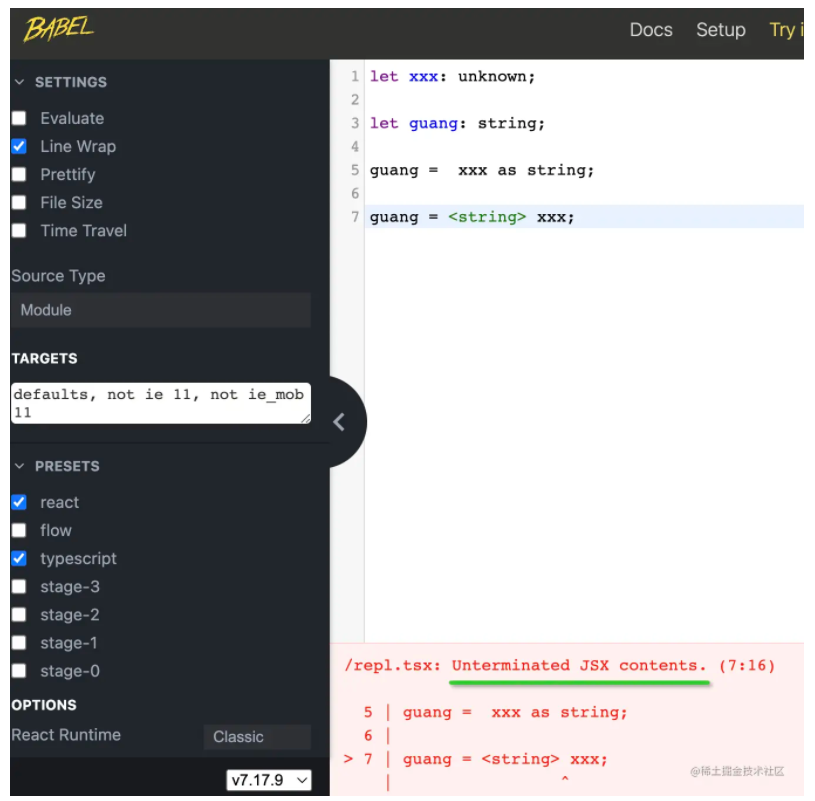 BABEL
Docs Setup Try i
SETTINGS
Evaluate
Line Wrap
Prettify
File Size
Time Travel
Source Type
Module
TARGETS
defaults, not ie 11, not ie_mob
11
PRESETS
react
flow
typescript
stage-3
stage-2
stage-1
stage-0
OPTIONS
React Runtime Classic
v7.17.9
1 let xxx: unknown;
2
3 let guang: string;
4
5 guang =  xxx as string;
6
7 guang = <string> xxx;
/repl.tsx: Unterminated JSX contents. (7:16)
5 | guang =  xxx as string;
6 |
> 7 | guang = <string> xxx;
| ^
@稀土掘金技术社区